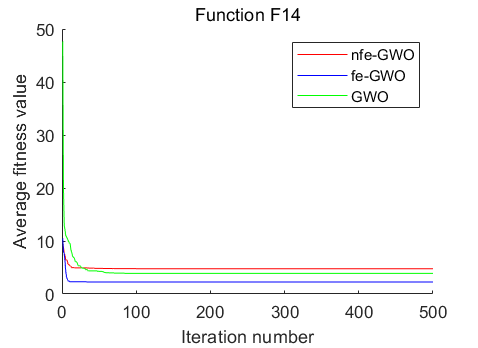 Function F14
50
40
30
20
10
0
Average fitness value
nfe-GWO
fe-GWO
GWO
0 100 200 300 400 500
Iteration number